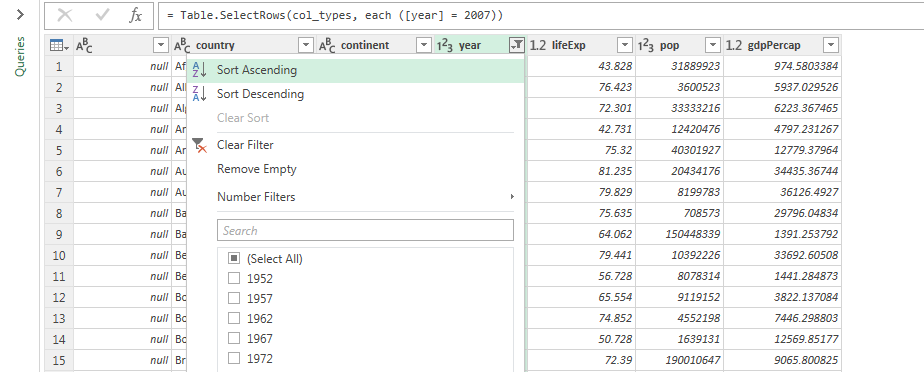 = Table.SelectRows(col_types, each ([year] = 2007))
Queries
ABC ABC country ABC continent 123 year 1.2 lifeExp 123 pop 1.2 gdpPercap
1 null Af 43.828 31889923 974.5803384
2 null Al 76.423 3600523 5937.029526
3 null Al 72.301 33333216 6223.367465
4 null An 42.731 12420476 4797.231267
5 null Ar 75.32 40301927 12779.37964
6 null Au 81.235 20434176 34435.36744
7 null Au 79.829 8199783 36126.4927
8 null Ba 75.635 708573 29796.04834
9 null Ba 64.062 150448339 1391.253792
10 null Be 79.441 10392226 33692.60508
11 null Be 56.728 8078314 1441.284873
12 null Bo 65.554 9119152 3822.137084
13 null Bo 74.852 4552198 7446.298803
14 null Bo 50.728 1639131 12569.85177
15 null Br 72.39 190010647 9065.800825
Sort Ascending
Sort Descending
Clear Sort
Clear Filter
Remove Empty
Number Filters
Search
(Select All)
1952
1957
1962
1967
1972